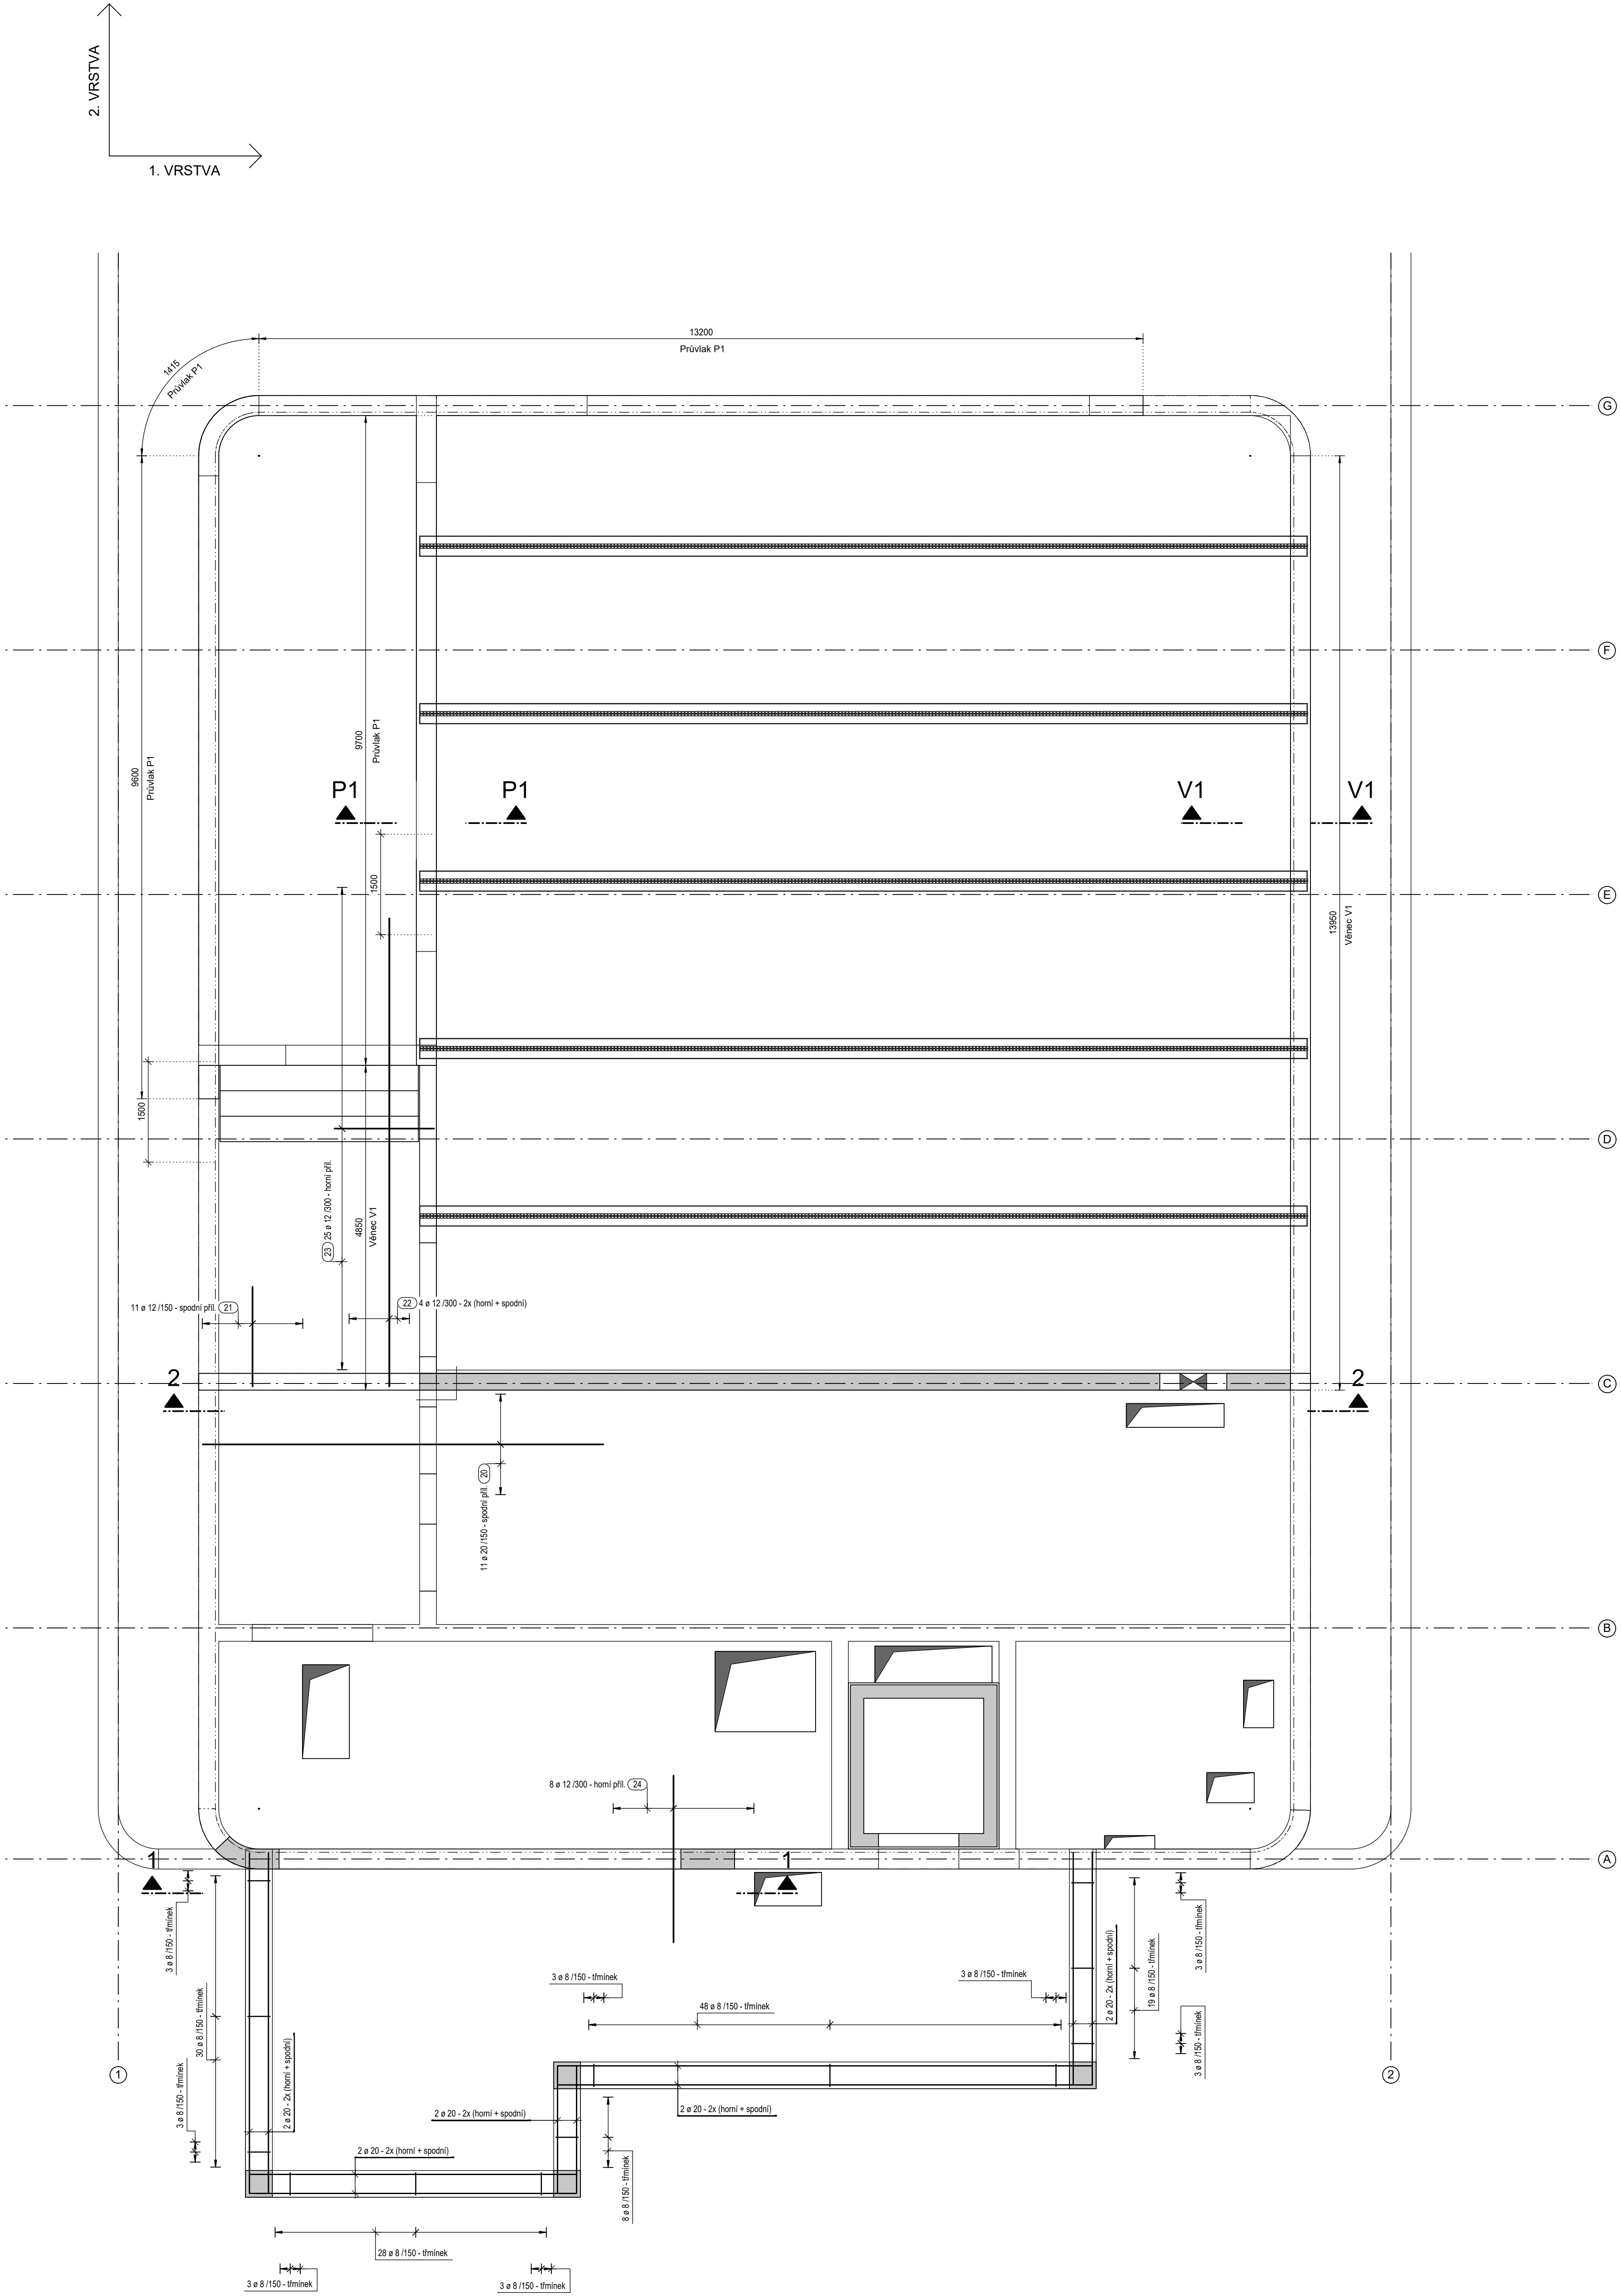 2. VRSTVA
1. VRSTVA
13200
Průvlak P1
1415
Průvlak P1
G
F
9700
Průvlak P1
9600
Průvlak P1
P1
P1
V1
V1
1500
E
13950
Věnec V1
1500
D
23 25 ø 12 /300 - horní příl.
4850
Věnec V1
11 ø 12 /150 - spodní příl. 21
22 4 ø 12 /300 - 2x (horní + spodní)
2
2
C
11 ø 20 /150 - spodní příl. 20
B
8 ø 12 /300 - horní příl. 24
1
1
A
3 ø 8 /150 - třmínek
3 ø 8 /150 - třmínek
2 ø 20 - 2x (horní + spodní)
19 ø 8 /150 - třmínek
3 ø 8 /150 - třmínek
3 ø 8 /150 - třmínek
48 ø 8 /150 - třmínek
30 ø 8 /150 - třmínek
3 ø 8 /150 - třmínek
3 ø 8 /150 - třmínek
1
2
2 ø 20 - 2x (horní + spodní)
2 ø 20 - 2x (horní + spodní)
2 ø 20 - 2x (horní + spodní)
2 ø 20 - 2x (horní + spodní)
8 ø 8 /150 - třmínek
28 ø 8 /150 - třmínek
3 ø 8 /150 - třmínek
3 ø 8 /150 - třmínek